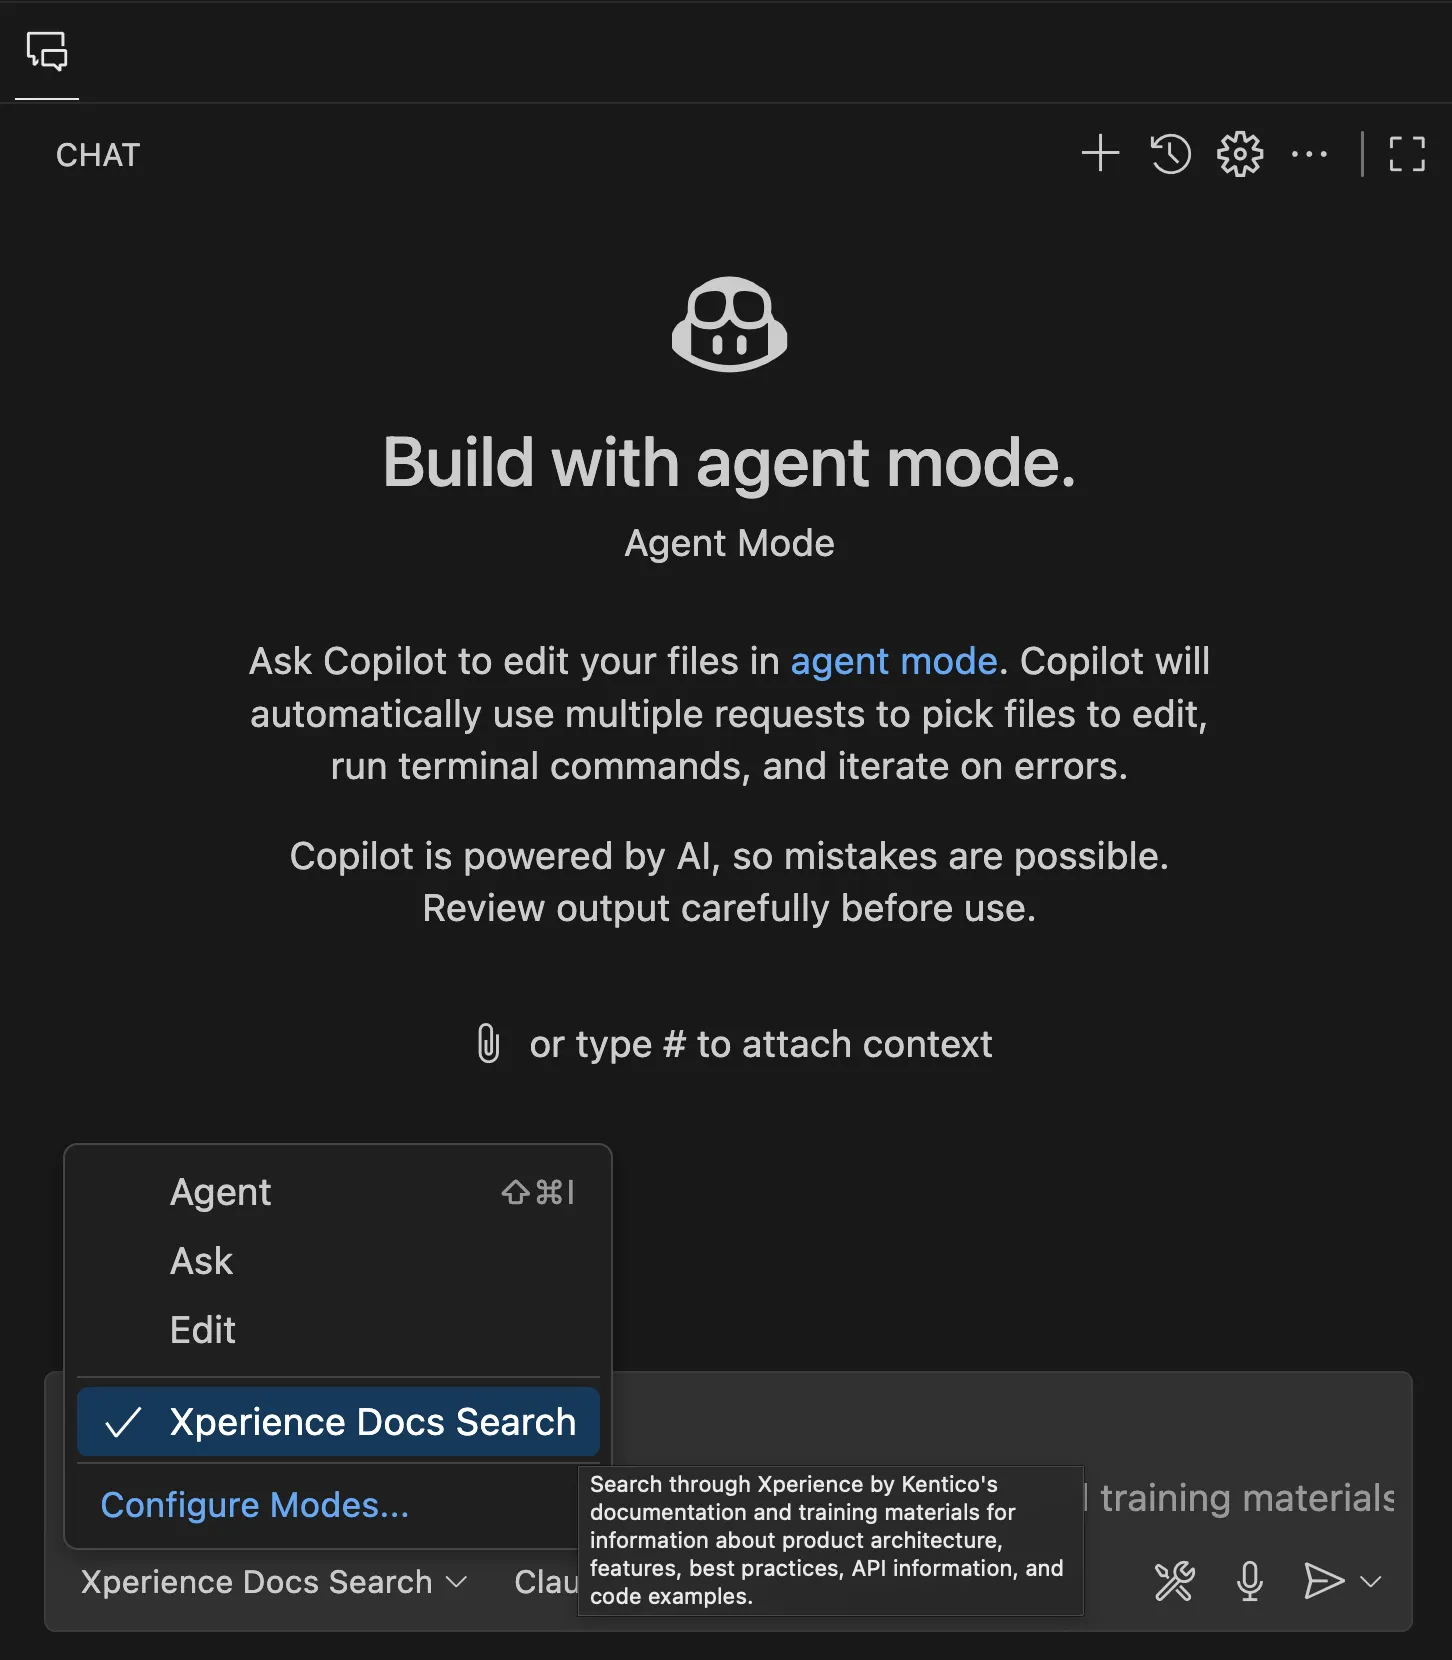 CHAT
Build with agent mode.
Agent Mode
Ask Copilot to edit your files in agent mode. Copilot will
automatically use multiple requests to pick files to edit,
run terminal commands, and iterate on errors.
Copilot is powered by AI, so mistakes are possible.
Review output carefully before use.
or type # to attach context
Agent ⇧⌘I
Ask
Edit
Xperience Docs Search
Configure Modes...
training materials
Search through Xperience by Kentico's
documentation and training materials for
information about product architecture,
features, best practices, API information, and
code examples.
Xperience Docs Search Clau